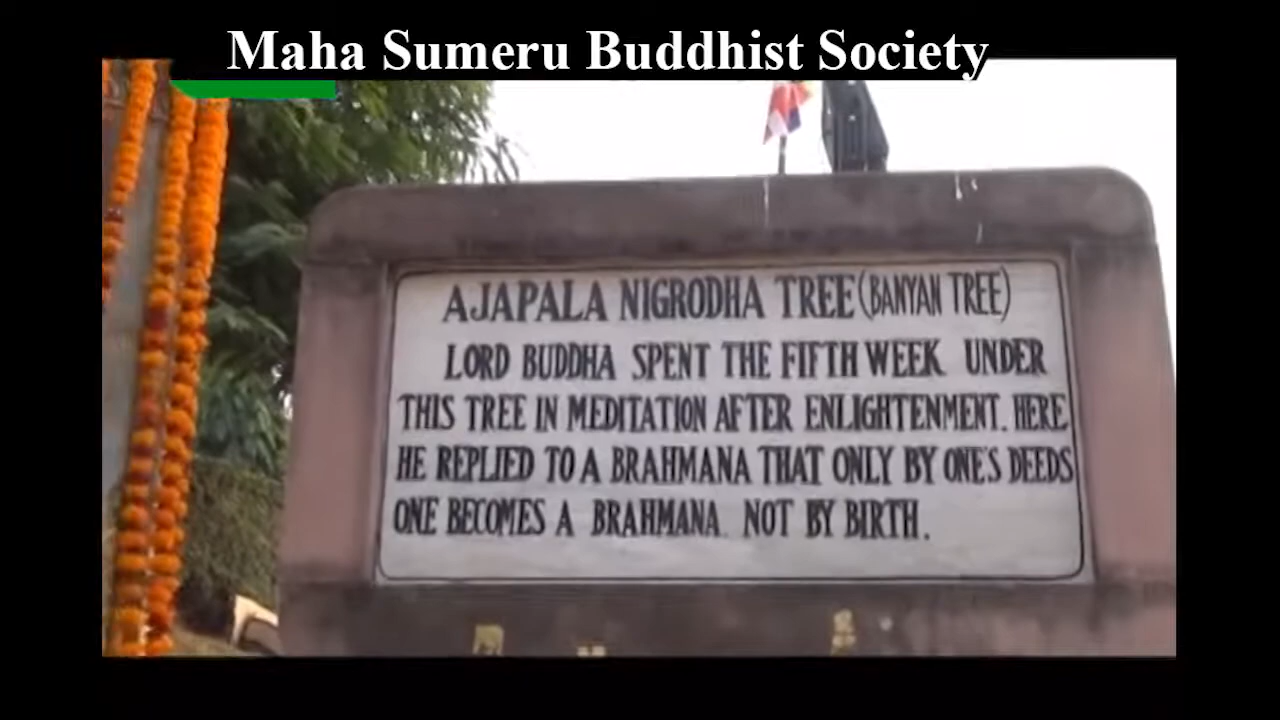 Maha Sumeru Buddhist Society
AJAPALA NIGRODHA TREE (BANYAN TREE)
LORD BUDDHA SPENT THE FIFTH WEEK UNDER
THIS TREE IN MEDITATION AFTER ENLIGHTENMENT. HERE
HE REPLIED TO A BRAHMANA THAT ONLY BY ONE'S DEEDS
ONE BECOMES A BRAHMANA NOT BY BIRTH.